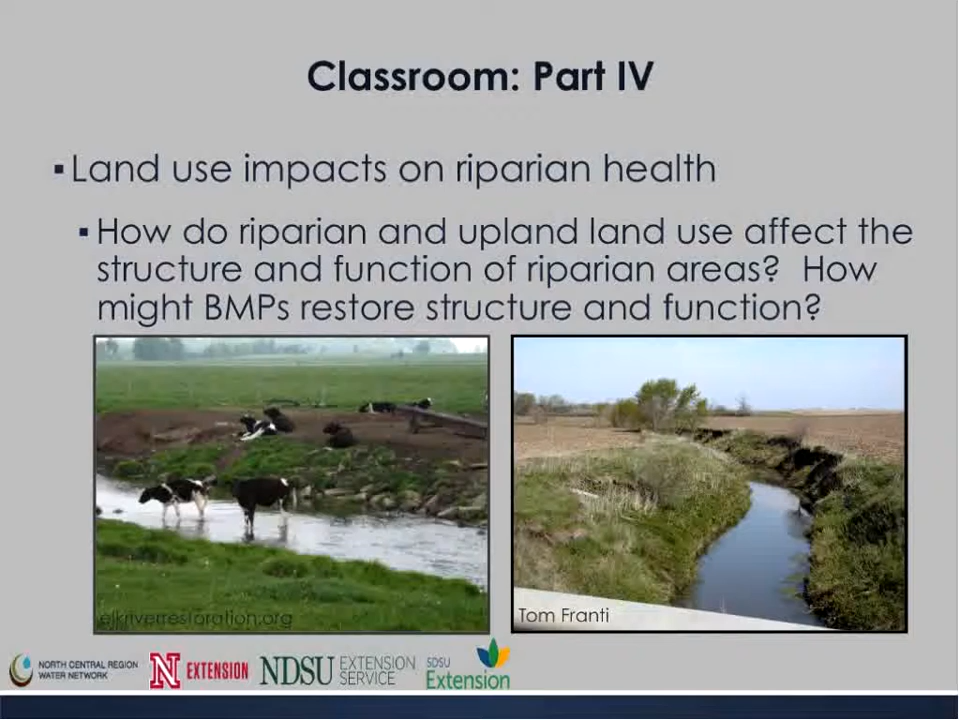 Classroom: Part IV
▪ Land use impacts on riparian health
▪ How do riparian and upland land use affect the
structure and function of riparian areas? How
might BMPs restore structure and function?
elkriverrestoration.org
Tom Franti
NORTH CENTRAL REGION
WATER NETWORK
N EXTENSION
NDSU EXTENSION
SERVICE
SDSU
Extension